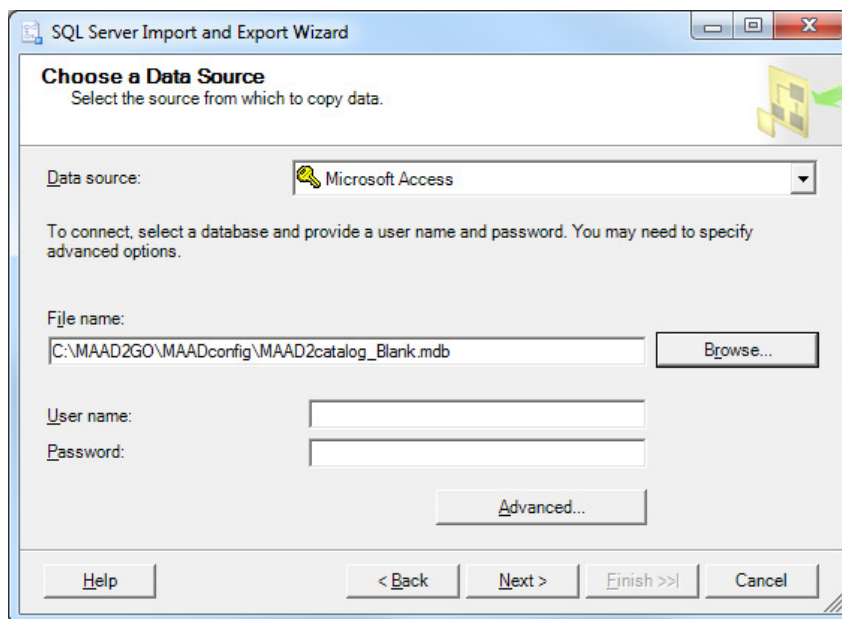 SQL Server Import and Export Wizard
Choose a Data Source
Select the source from which to copy data.
Data source:
Microsoft Access
To connect, select a database and provide a user name and password. You may need to specify
advanced options.
File name:
C:\MAAD2GO\MAADconfig\MAAD2catalog_Blank.mdb
Browse...
User name:
Password:
Advanced...
Help
< Back
Next >
Finish >>|
Cancel